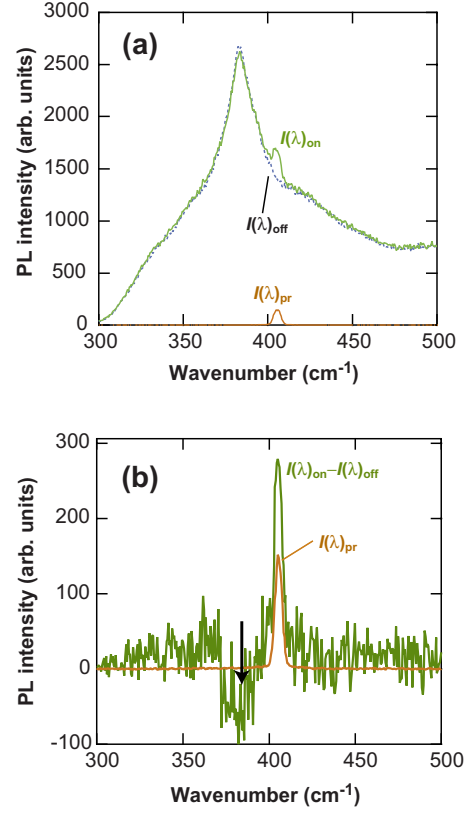 (a)
3000
2500
2000
1500
1000
500
0
PL intensity (arb. units)
I(λ)on
I(λ)off
I(λ)pr
300
350
400
450
500
Wavenumber (cm-1)
(b)
300
200
100
0
-100
PL intensity (arb. units)
I(λ)on–I(λ)off
I(λ)pr
300
350
400
450
500
Wavenumber (cm-1)